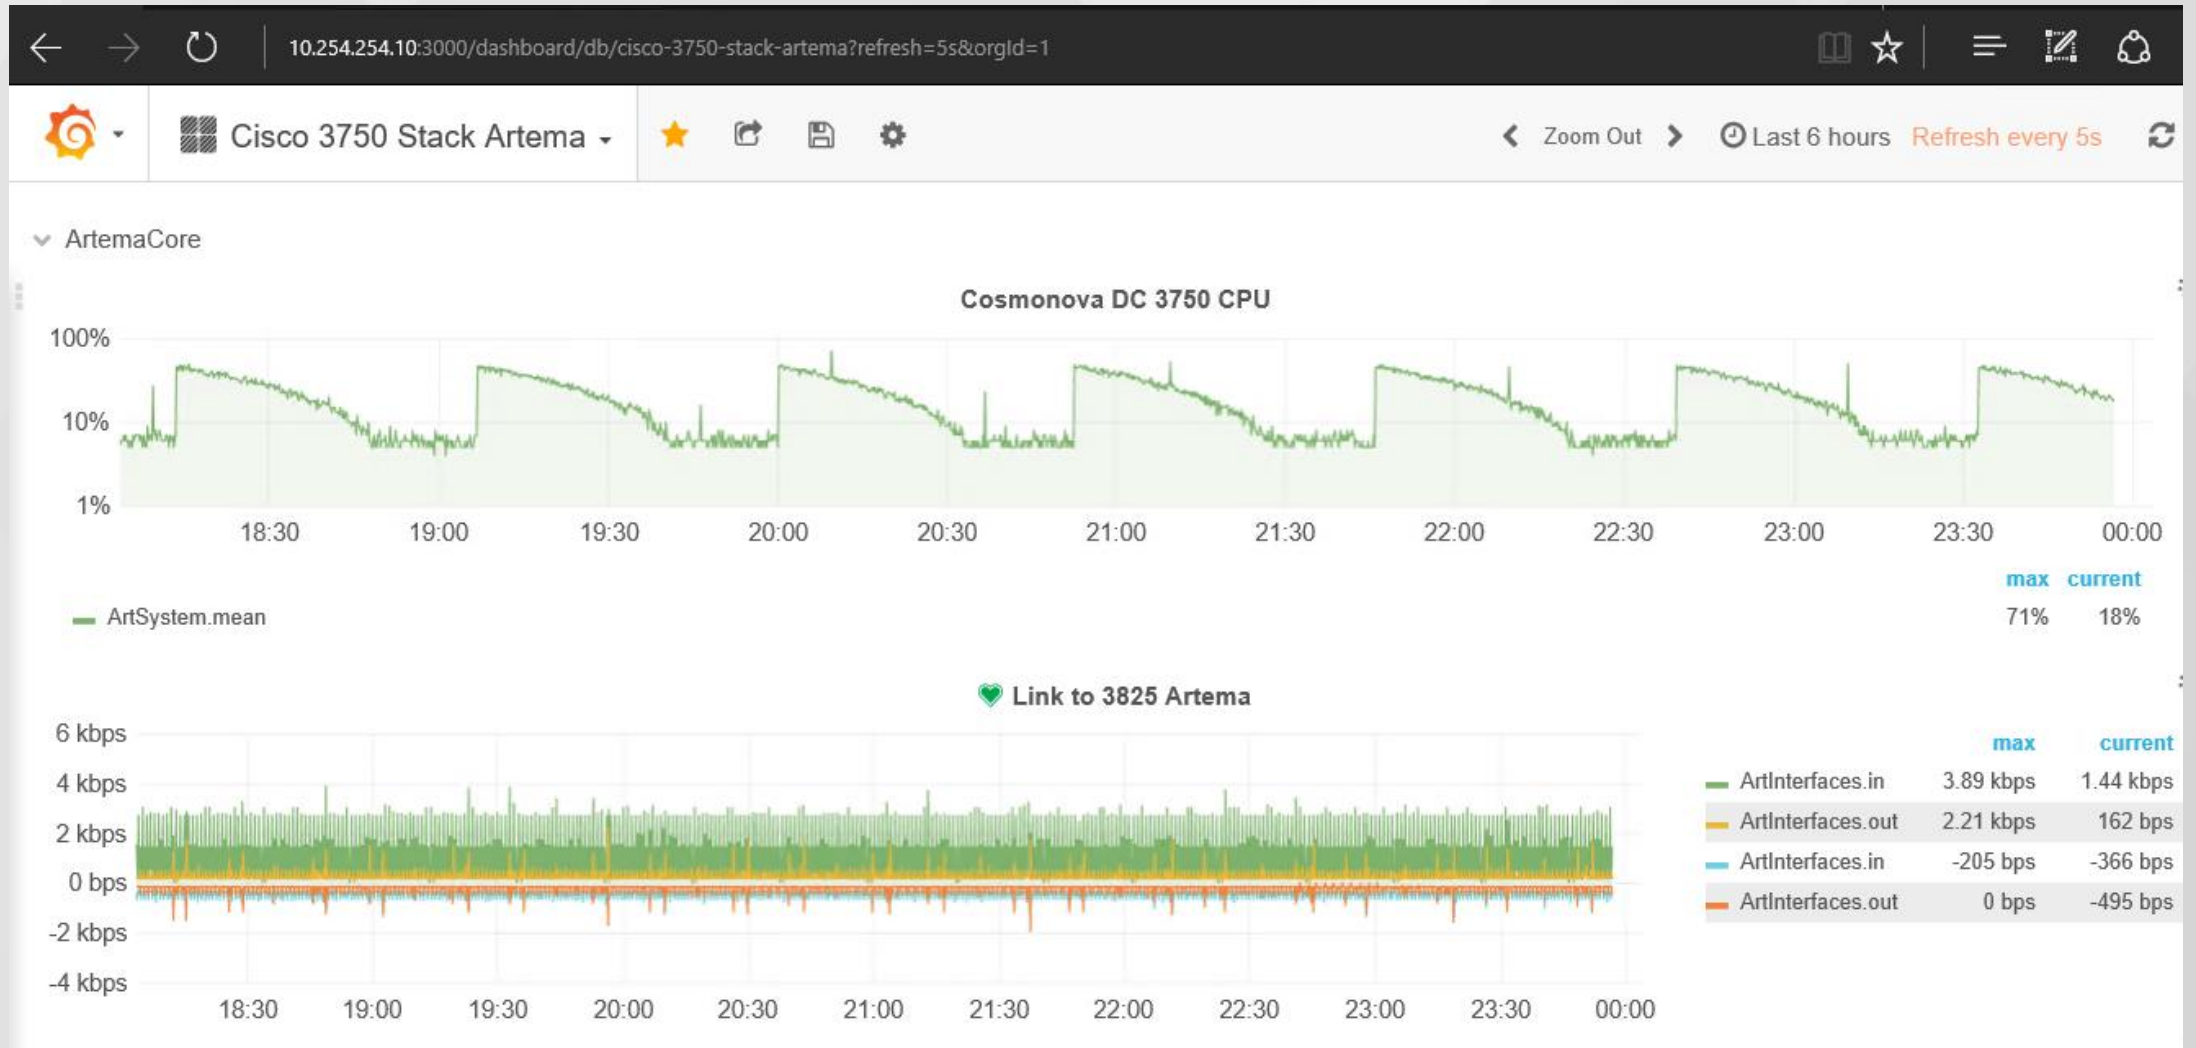 10.254.254.10:3000/dashboard/db/cisco-3750-stack-artema?refresh=5s&orgId=1
Cisco 3750 Stack Artema
Zoom Out
Last 6 hours
Refresh every 5s
ArtemaCore
Cosmonova DC 3750 CPU
100%
10%
1%
18:30 19:00 19:30 20:00 20:30 21:00 21:30 22:00 22:30 23:00 23:30 00:00
max current
ArtSystem.mean 71% 18%
Link to 3825 Artema
6 kbps
4 kbps
2 kbps
0 bps
-2 kbps
-4 kbps
18:30 19:00 19:30 20:00 20:30 21:00 21:30 22:00 22:30 23:00 23:30 00:00
max current
ArtInterfaces.in 3.89 kbps 1.44 kbps
ArtInterfaces.out 2.21 kbps 162 bps
ArtInterfaces.in -205 bps -366 bps
ArtInterfaces.out 0 bps -495 bps